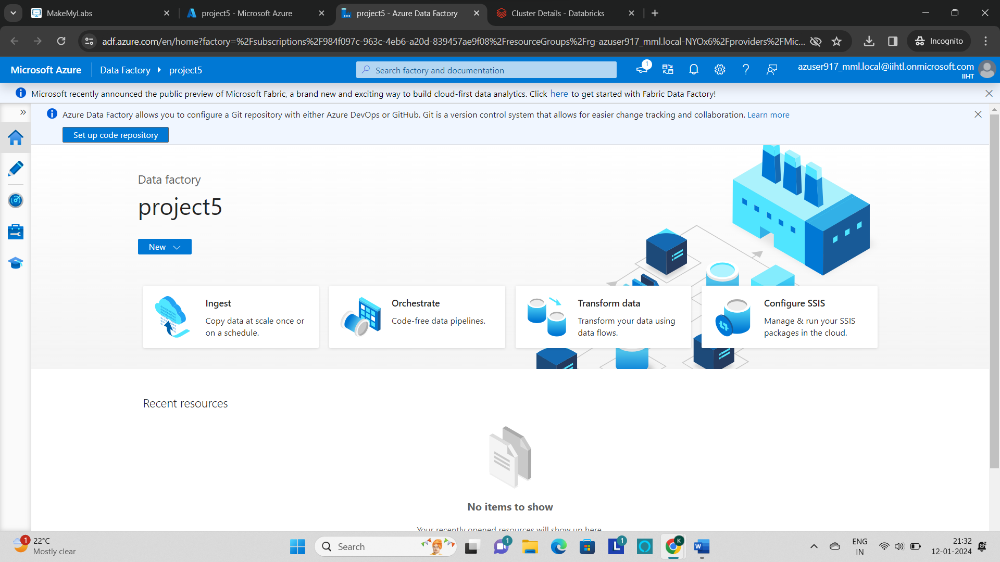 MakeMyLabs
project5 - Microsoft Azure
project5 - Azure Data Factory
Cluster Details - Databricks
adf.azure.com/en/home?factory=%2Fsubscriptions%2F984f097c-963c-4eb6-a20d-839457ae9f08%2FresourceGroups%2Frg-azuser917_mml.local-NYOx6%2Fproviders%2FMic...
Incognito
Microsoft Azure
Data Factory
project5
Search factory and documentation
1
azuser917_mml.local@iihtl.onmicrosoft.com
IIHT
Microsoft recently announced the public preview of Microsoft Fabric, a brand new and exciting way to build cloud-first data analytics. Click here to get started with Fabric Data Factory!
Azure Data Factory allows you to configure a Git repository with either Azure DevOps or GitHub. Git is a version control system that allows for easier change tracking and collaboration. Learn more
Set up code repository
Data factory
project5
New
Ingest
Copy data at scale once or
on a schedule.
Orchestrate
Code-free data pipelines.
Transform data
Transform your data using
data flows.
Configure SSIS
Manage & run your SSIS
packages in the cloud.
Recent resources
No items to show
Your recently opened resources will show up here.
1
22°C
Mostly clear
Search
1
L
1
K
W
ENG
IN
21:32
12-01-2024